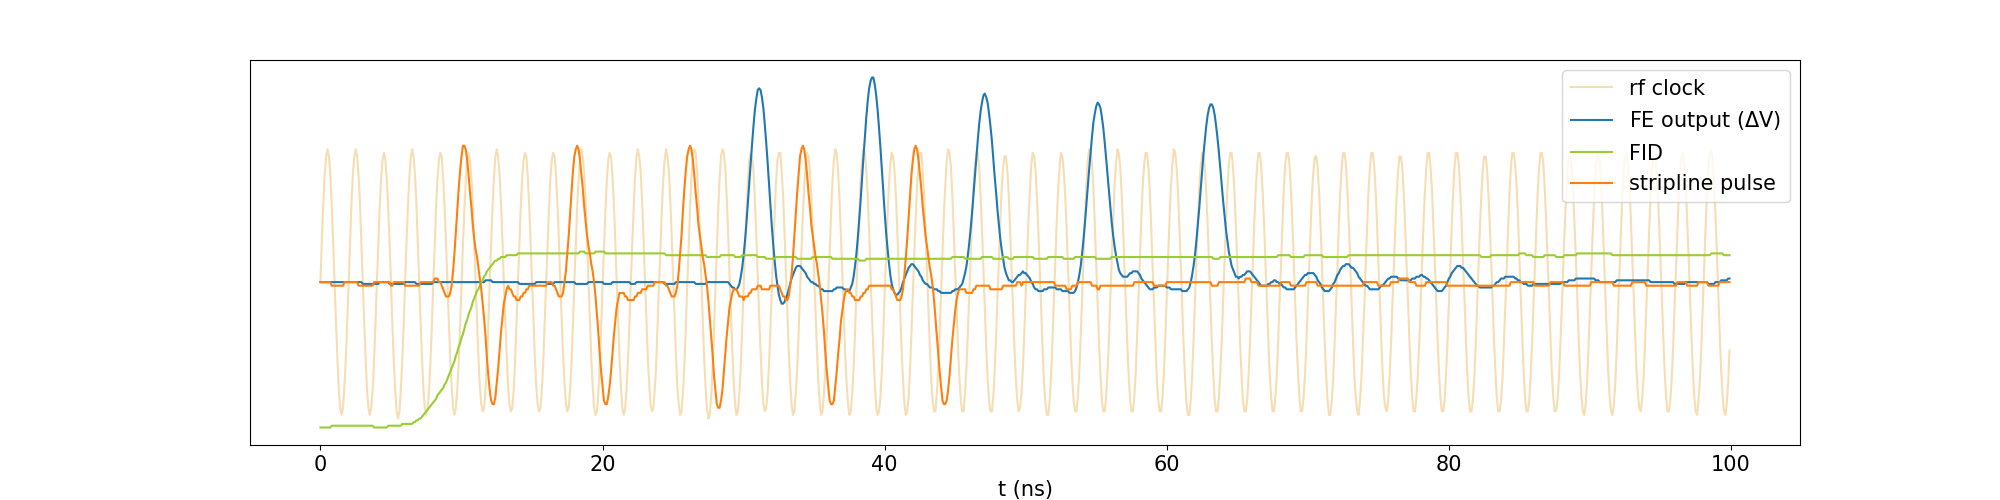 rf clock
FE output (ΔV)
FID
stripline pulse
0 20 40 60 80 100
t (ns)